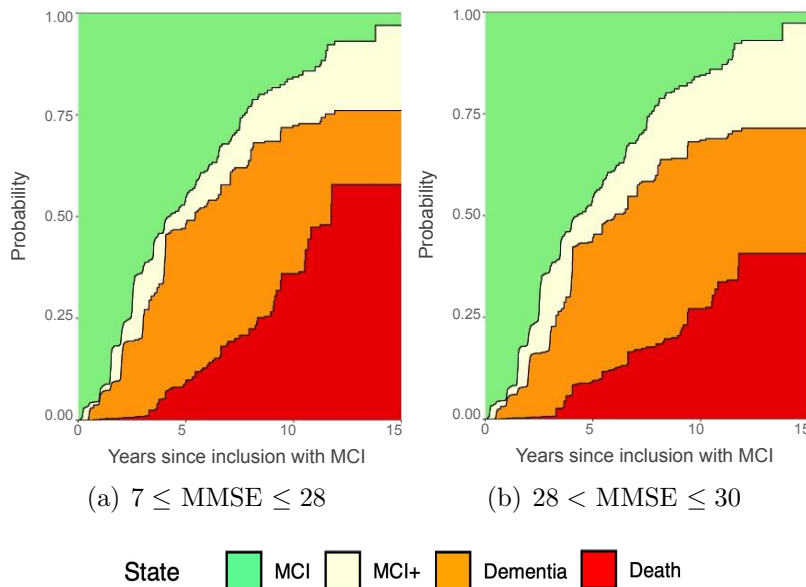 1.00
0.75
0.50
0.25
0.00
Probability
0 5 10 15
Years since inclusion with MCI
(a) 7 ≤ MMSE ≤ 28
1.00
0.75
0.50
0.25
0.00
Probability
0 5 10 15
Years since inclusion with MCI
(b) 28 < MMSE ≤ 30
State MCI MCI+ Dementia Death